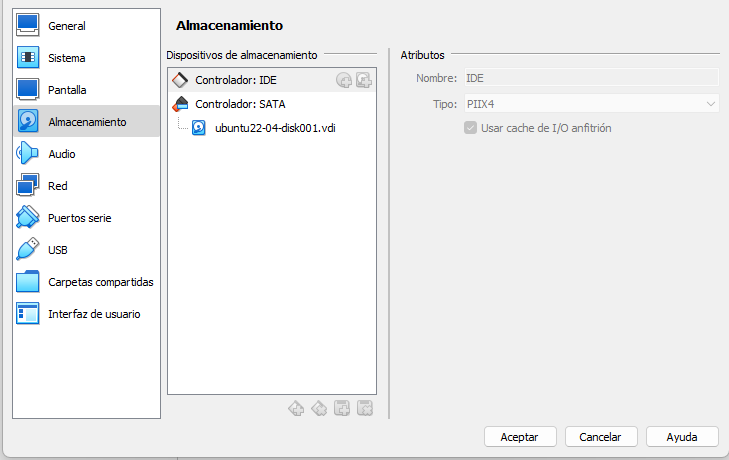 General
Sistema
Pantalla
Almacenamiento
Audio
Red
Puertos serie
USB
Carpetas compartidas
Interfaz de usuario
Almacenamiento
Dispositivos de almacenamiento
Controlador: IDE
Controlador: SATA
ubuntu22-04-disk001.vdi
Atributos
Nombre: IDE
Tipo: PIIX4
Usar cache de I/O anfitrión
Aceptar
Cancelar
Ayuda